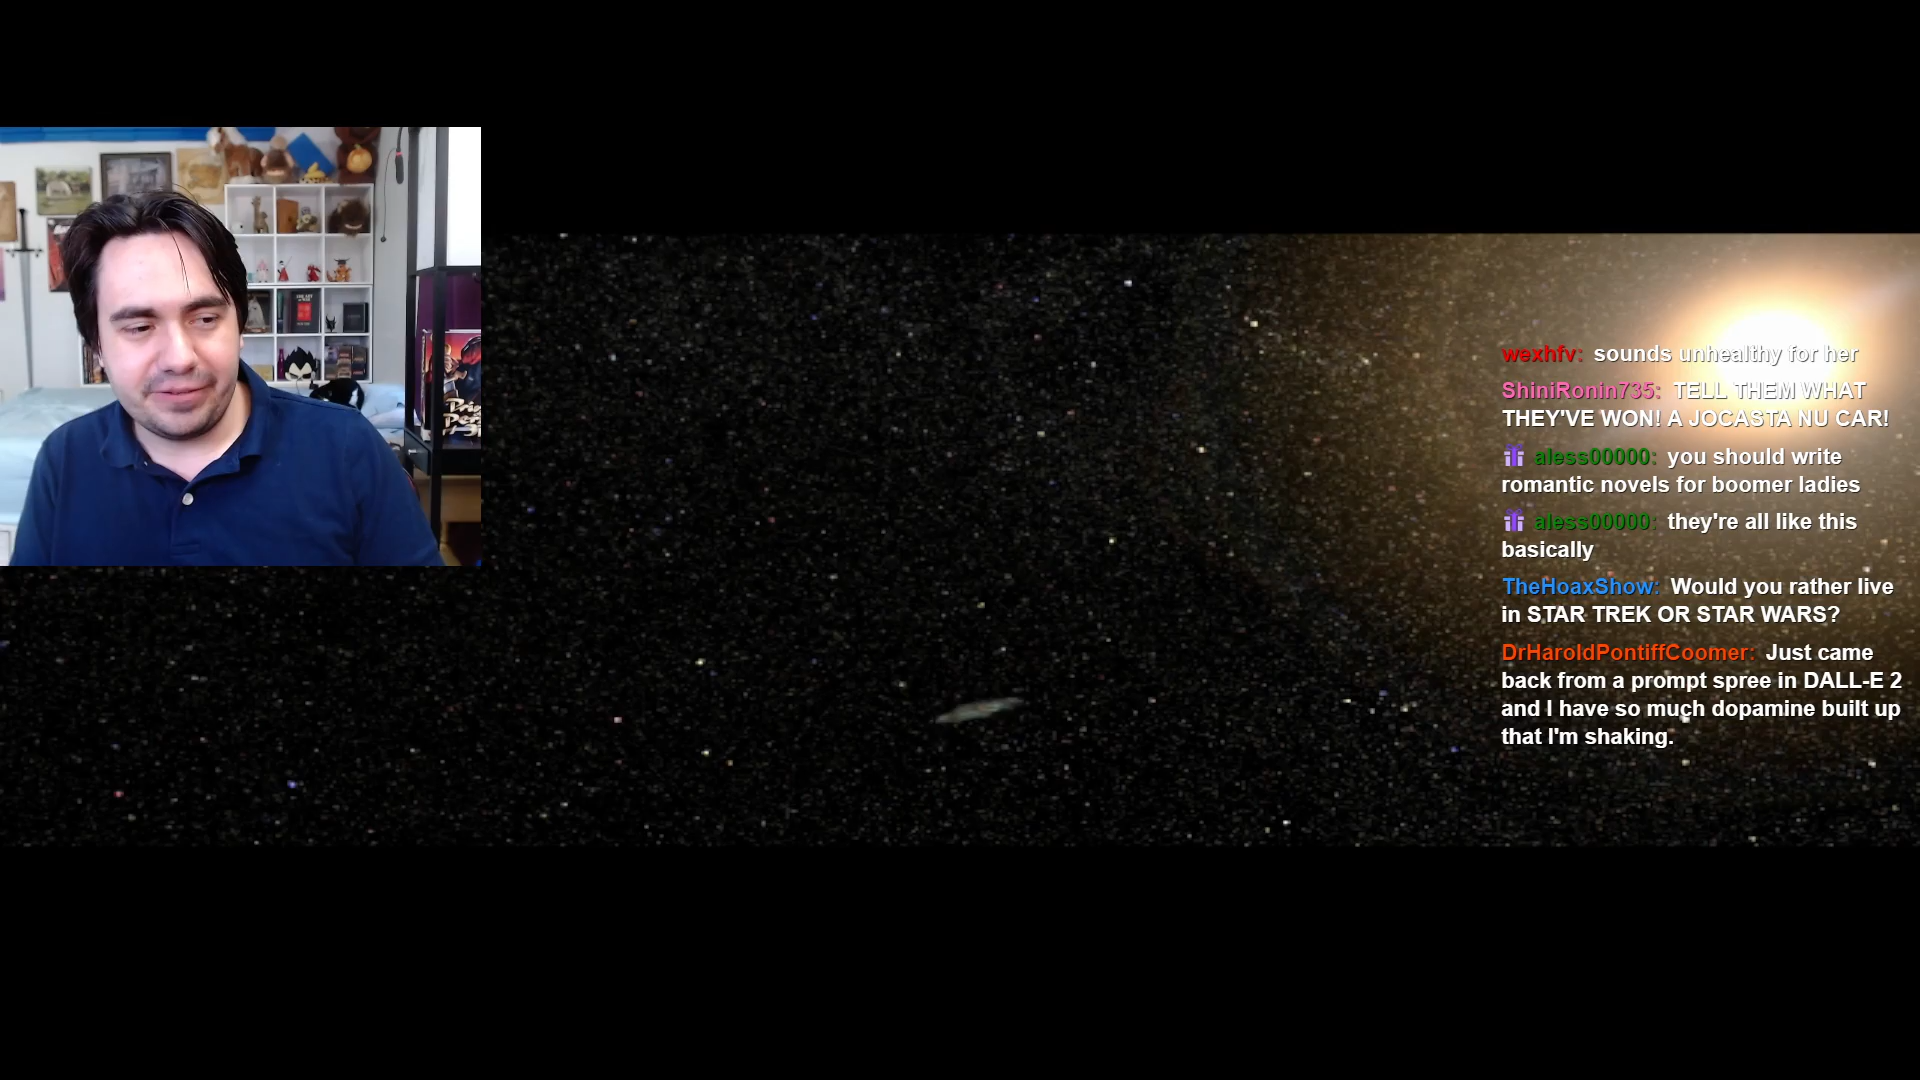 wexhfv: sounds unhealthy for her
ShiniRonin735: TELL THEM WHAT
THEY'VE WON! A JOCASTA NU CAR!
aless00000: you should write
romantic novels for boomer ladies
aless00000: they're all like this
basically
TheHoaxShow: Would you rather live
in STAR TREK OR STAR WARS?
DrHaroldPontiffCoomer: Just came
back from a prompt spree in DALL-E 2
and I have so much dopamine built up
that I'm shaking.